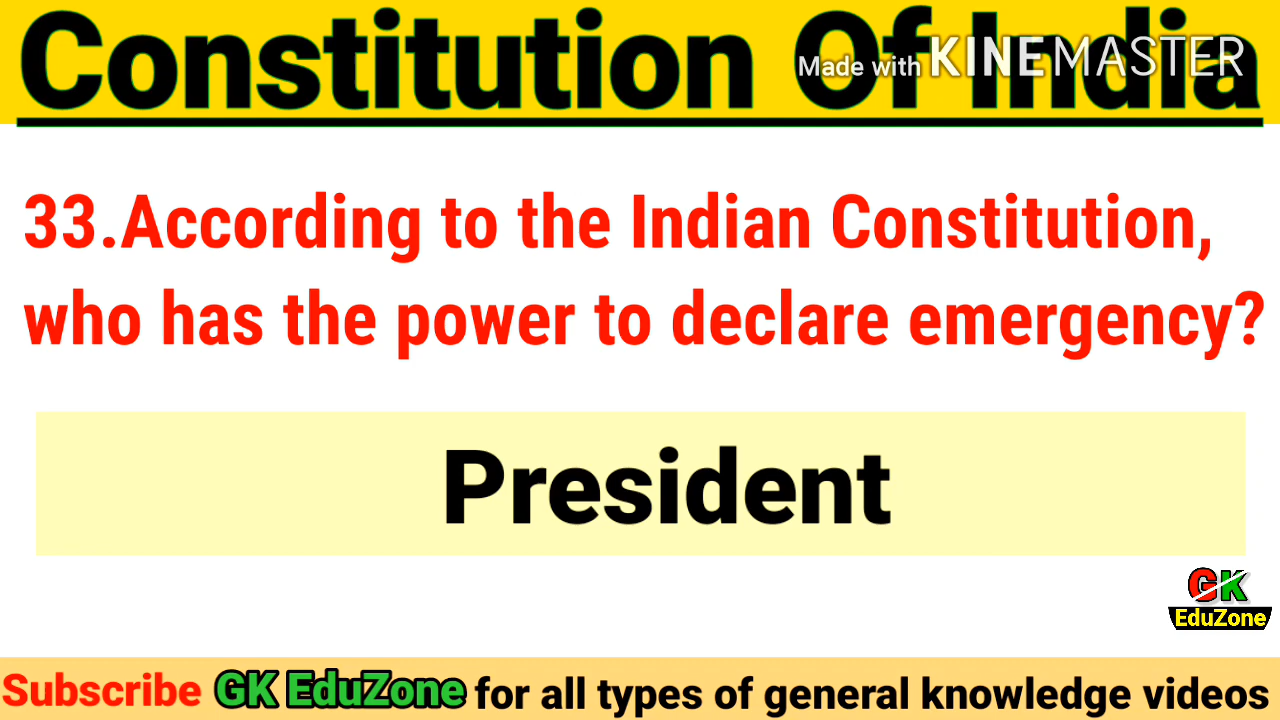 Constitution Of India
Made with KINEMASTER
33.According to the Indian Constitution,
who has the power to declare emergency?
President
GK
EduZone
Subscribe GK EduZone for all types of general knowledge videos